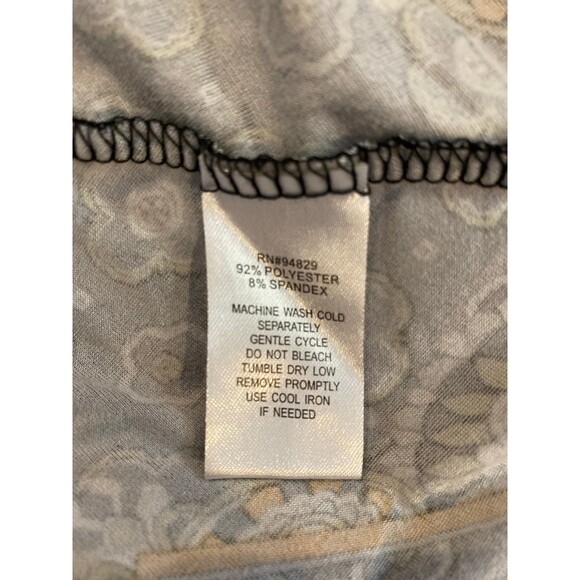 RN#94829
92% POLYESTER
8% SPANDEX
MACHINE WASH COLD
SEPARATELY
GENTLE CYCLE
DO NOT BLEACH
TUMBLE DRY LOW
REMOVE PROMPTLY
USE COOL IRON
IF NEEDED